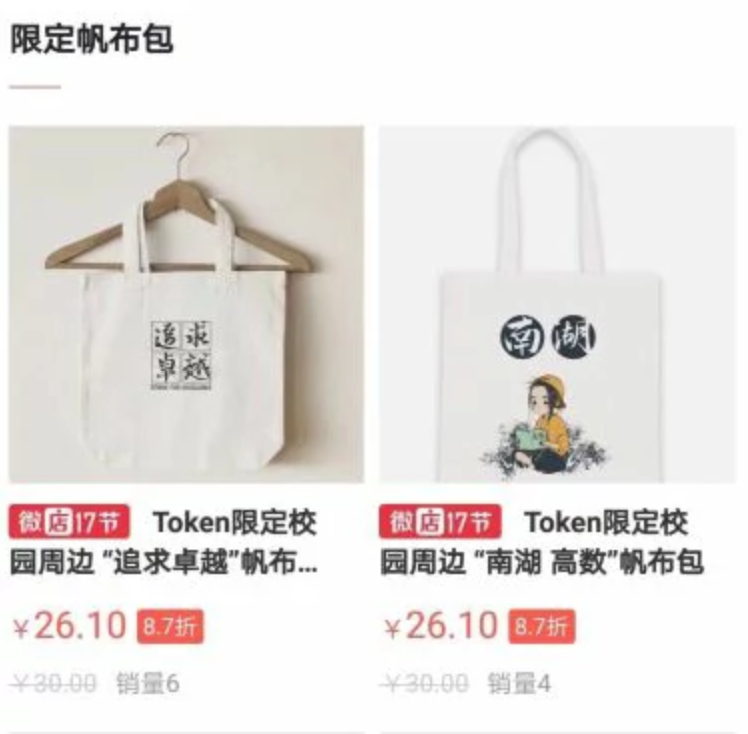 限定帆布包
追求
卓越
南湖
微店17节 Token限定校
园周边 “追求卓越”帆布...
¥26.10 8.7折
¥30.00 销量6
微店17节 Token限定校
园周边 “南湖 高数”帆布包
¥26.10 8.7折
¥30.00 销量4